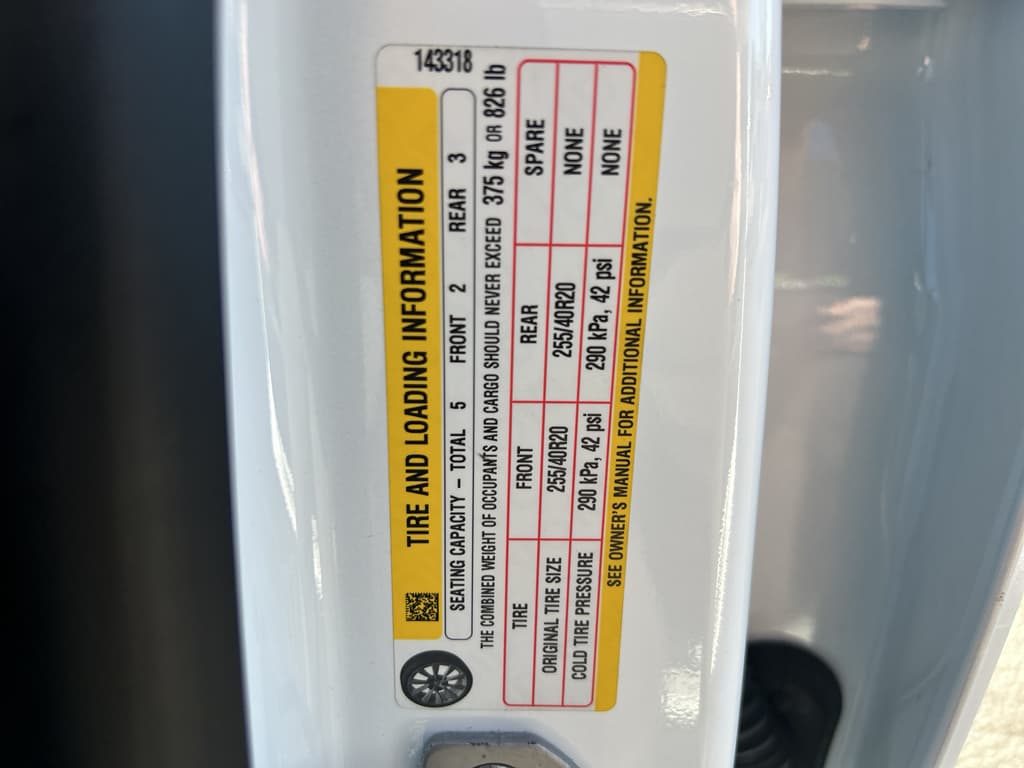 143318
TIRE AND LOADING INFORMATION
SEATING CAPACITY – TOTAL 5 FRONT 2 REAR 3
THE COMBINED WEIGHT OF OCCUPANTS AND CARGO SHOULD NEVER EXCEED 375 kg OR 826 lb
TIRE FRONT REAR SPARE
ORIGINAL TIRE SIZE 255/40R20 255/40R20 NONE
COLD TIRE PRESSURE 290 kPa, 42 psi 290 kPa, 42 psi NONE
SEE OWNER'S MANUAL FOR ADDITIONAL INFORMATION.